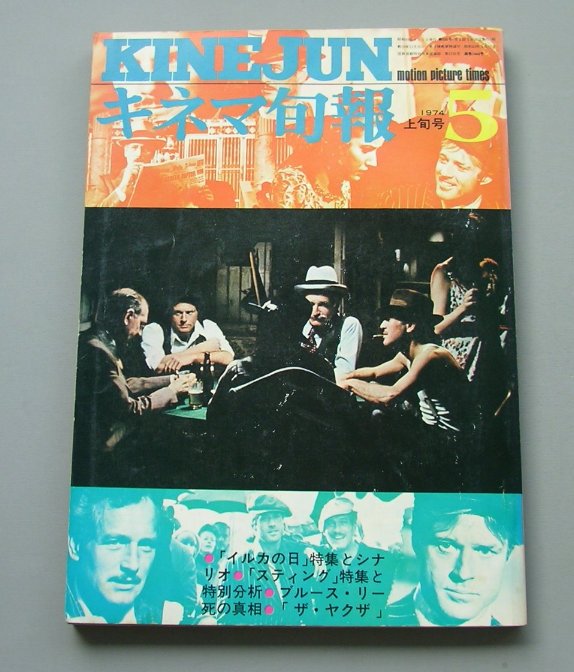 KINEJUN
motion picture times
キネマ旬報
1974
上旬号
5
●「イルカの日」特集とシナ
リオ●「スティング」特集と
特別分析●ブルース・リー
死の真相●「ザ・ヤクザ」